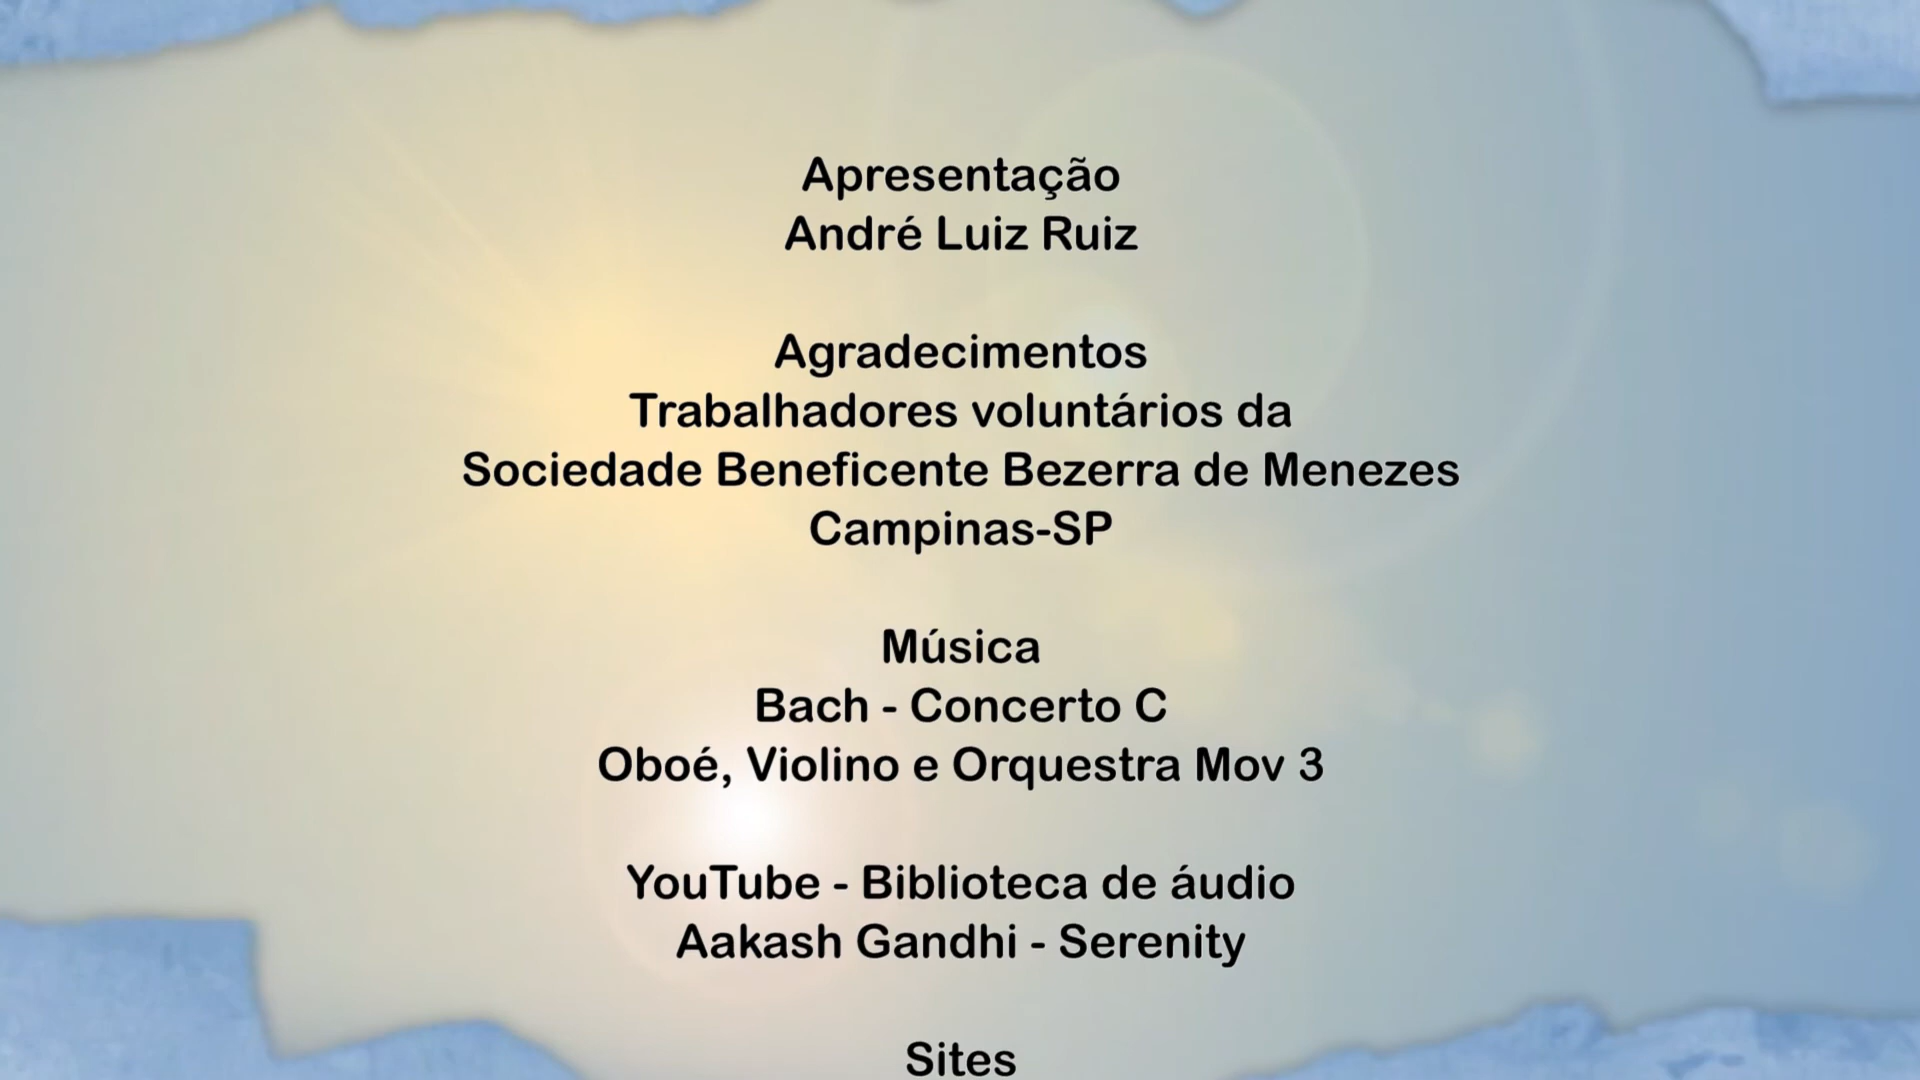 Apresentação
André Luiz Ruiz
Agradecimentos
Trabalhadores voluntários da
Sociedade Beneficente Bezerra de Menezes
Campinas-SP
Música
Bach - Concerto C
Oboé, Violino e Orquestra Mov 3
YouTube - Biblioteca de áudio
Aakash Gandhi - Serenity
Sites